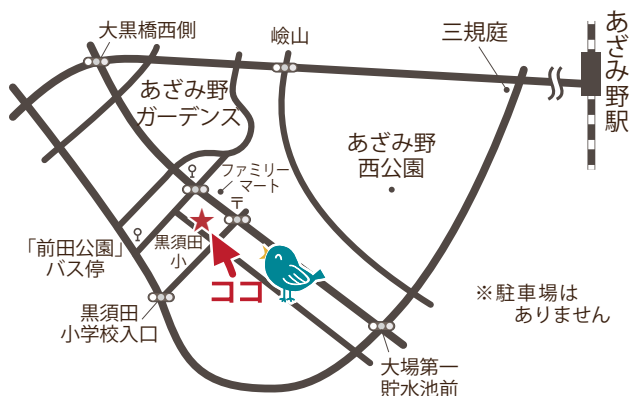 大黒橋西側
嶮山
三規庭
あざみ野駅
あざみ野
ガーデンズ
あざみ野
西公園
ファミリー
マート
〒
「前田公園」
バス停
黒須田
小
ココ
黒須田
小学校入口
※駐車場は
ありません
大場第一
貯水池前